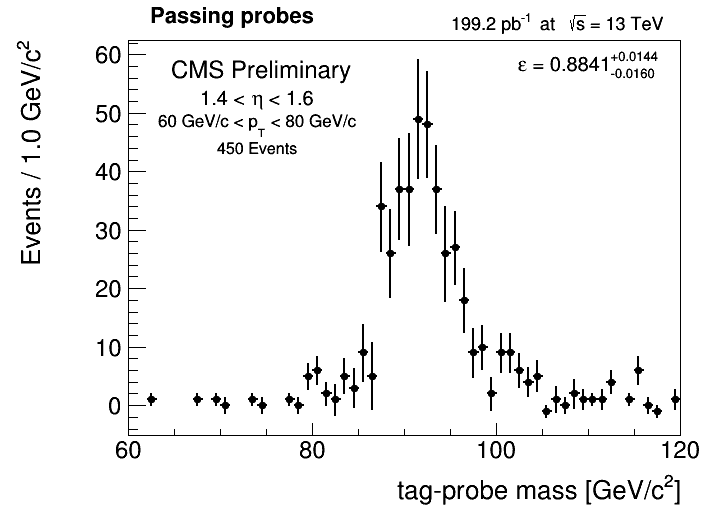 Passing probes
199.2 pb⁻¹ at √s = 13 TeV
CMS Preliminary
ε = 0.8841 +0.0144 -0.0160
1.4 < η < 1.6
60 GeV/c < p_T < 80 GeV/c
450 Events
Events / 1.0 GeV/c²
60
50
40
30
20
10
0
60 80 100 120
tag-probe mass [GeV/c²]